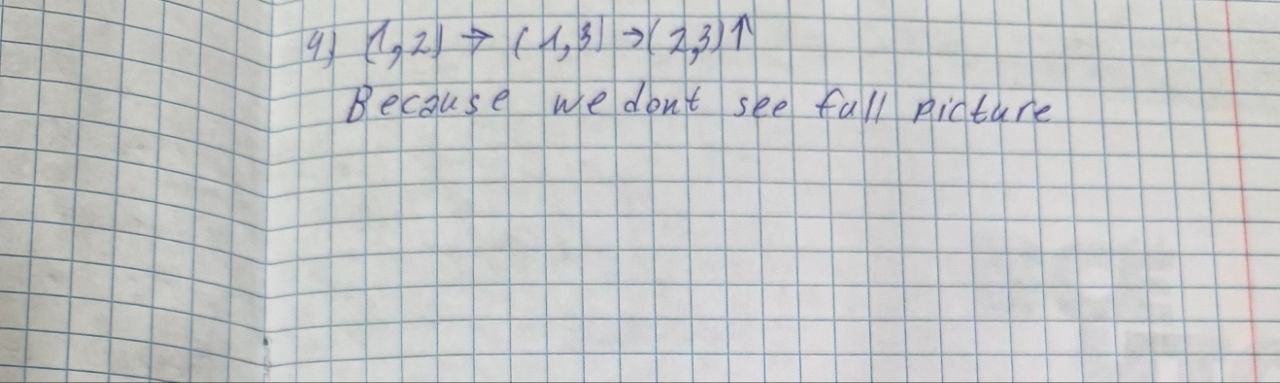 4) (1,2) → (1,3) → (2,3)↑
Because we dont see full picture